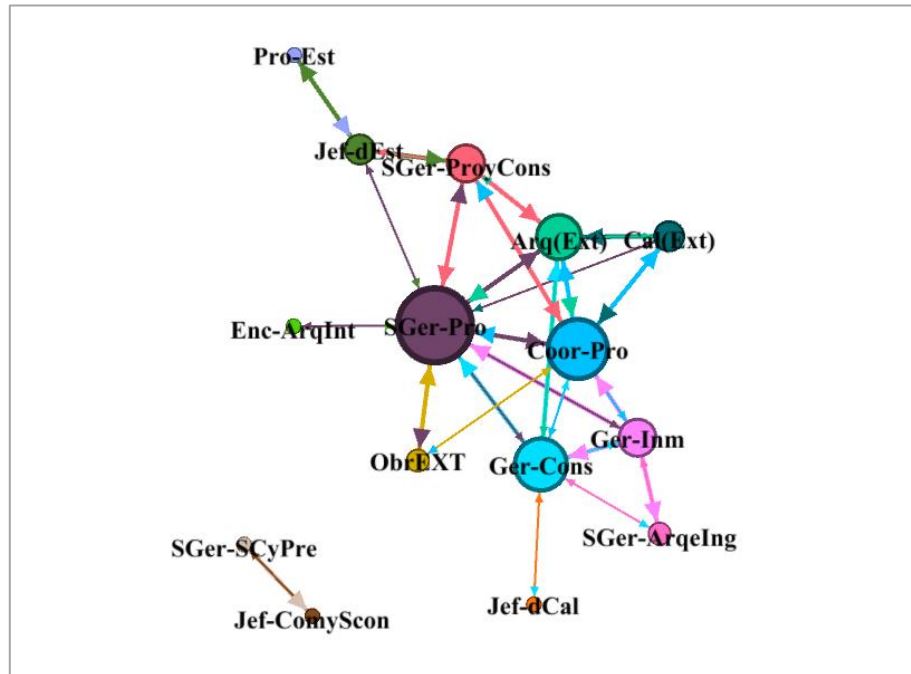 Pro-Est
Jef-dEst
SGer-ProyCons
Arq(Ext)
Cal(Ext)
Enc-ArqInt
SGer-Pro
Coor-Pro
Ger-Inm
ObrEXT
Ger-Cons
SGer-ArqeIng
SGer-SCyPre
Jef-dCal
Jef-ComyScon